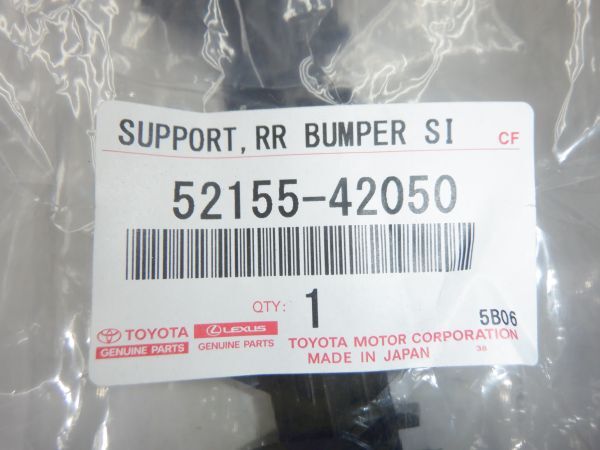 SUPPORT, RR BUMPER SI CF
52155-42050
QTY: 1 5B06
TOYOTA LEXUS TOYOTA MOTOR CORPORATION
GENUINE PARTS GENUINE PARTS MADE IN JAPAN 38